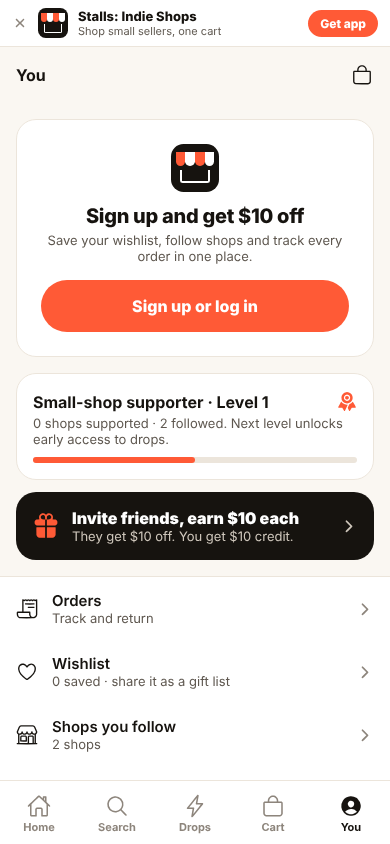 Stalls: Indie Shops
Shop small sellers, one cart
Get app
You
Sign up and get $10 off
Save your wishlist, follow shops and track every
order in one place.
Sign up or log in
Small-shop supporter · Level 1
0 shops supported · 2 followed. Next level unlocks
early access to drops.
Invite friends, earn $10 each
They get $10 off. You get $10 credit.
Orders
Track and return
Wishlist
0 saved · share it as a gift list
Shops you follow
2 shops
Home
Search
Drops
Cart
You